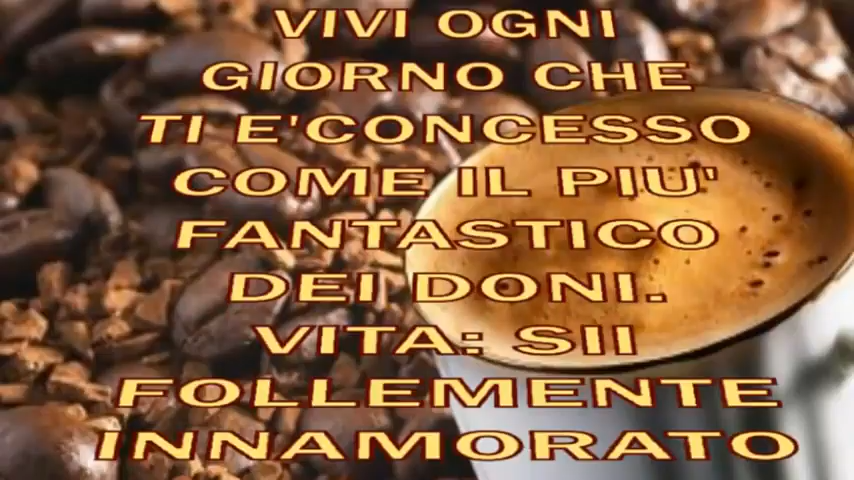 VIVI OGNI
GIORNO CHE
TI E'CONCESSO
COME IL PIU'
FANTASTICO
DEI DONI.
VITA: SII
FOLLEMENTE
INNAMORATO